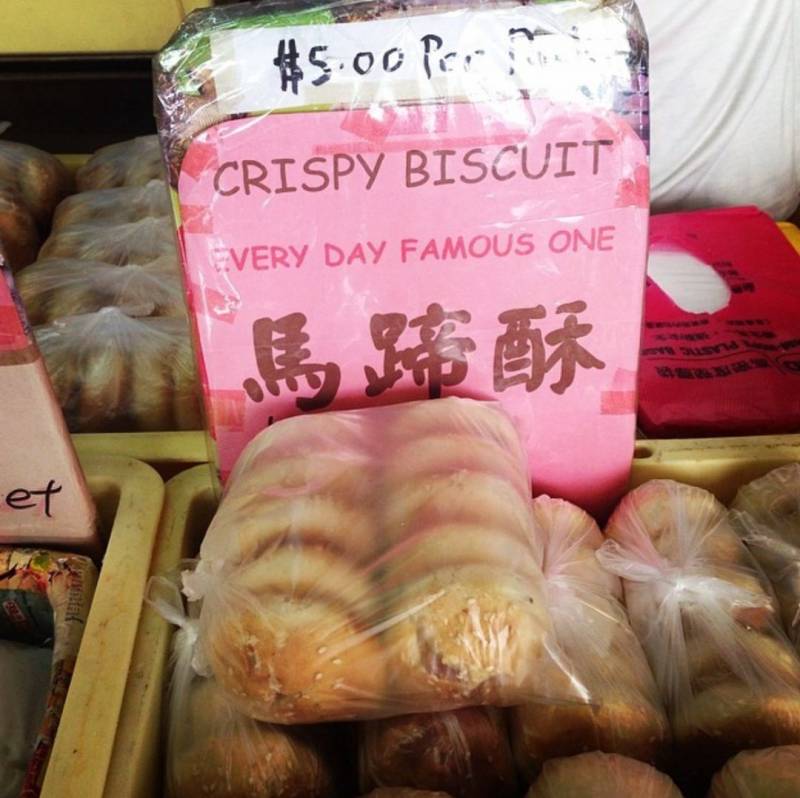 $5.00 Per
CRISPY BISCUIT
EVERY DAY FAMOUS ONE
馬蹄酥
et